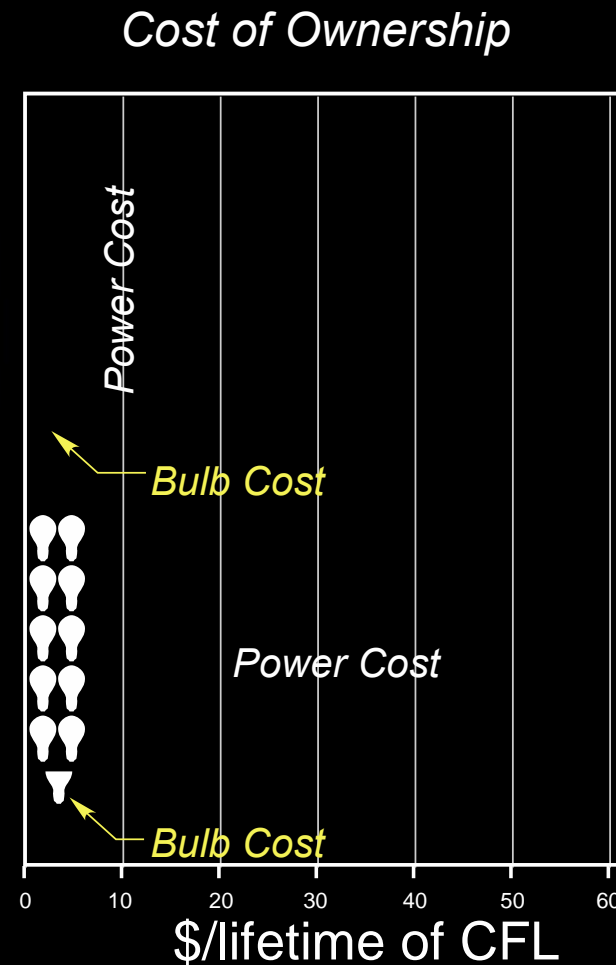 Cost of Ownership
Power Cost
Bulb Cost
Power Cost
Bulb Cost
0 10 20 30 40 50 60
$/lifetime of CFL